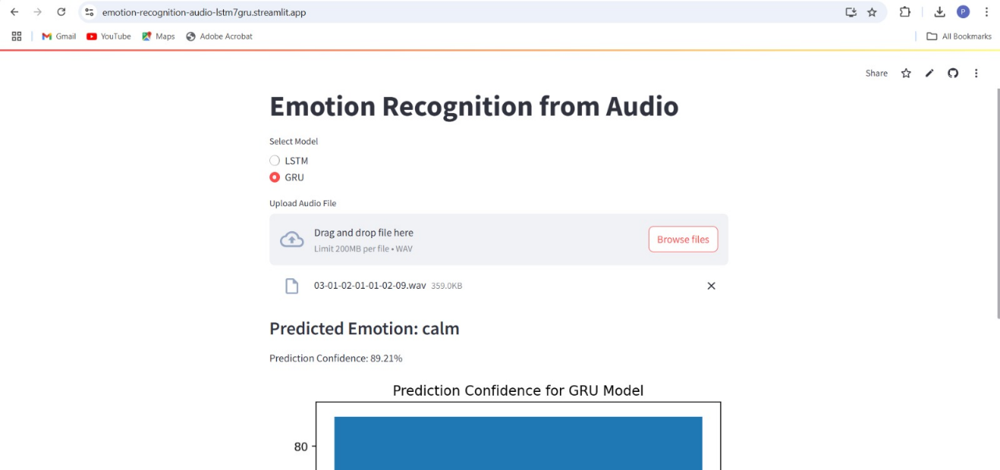 emotion-recognition-audio-lstm7gru.streamlit.app
P
Gmail YouTube Maps Adobe Acrobat All Bookmarks
Share
Emotion Recognition from Audio
Select Model
LSTM
GRU
Upload Audio File
Drag and drop file here
Limit 200MB per file • WAV
Browse files
03-01-02-01-01-02-09.wav 359.0KB
Predicted Emotion: calm
Prediction Confidence: 89.21%
Prediction Confidence for GRU Model
80